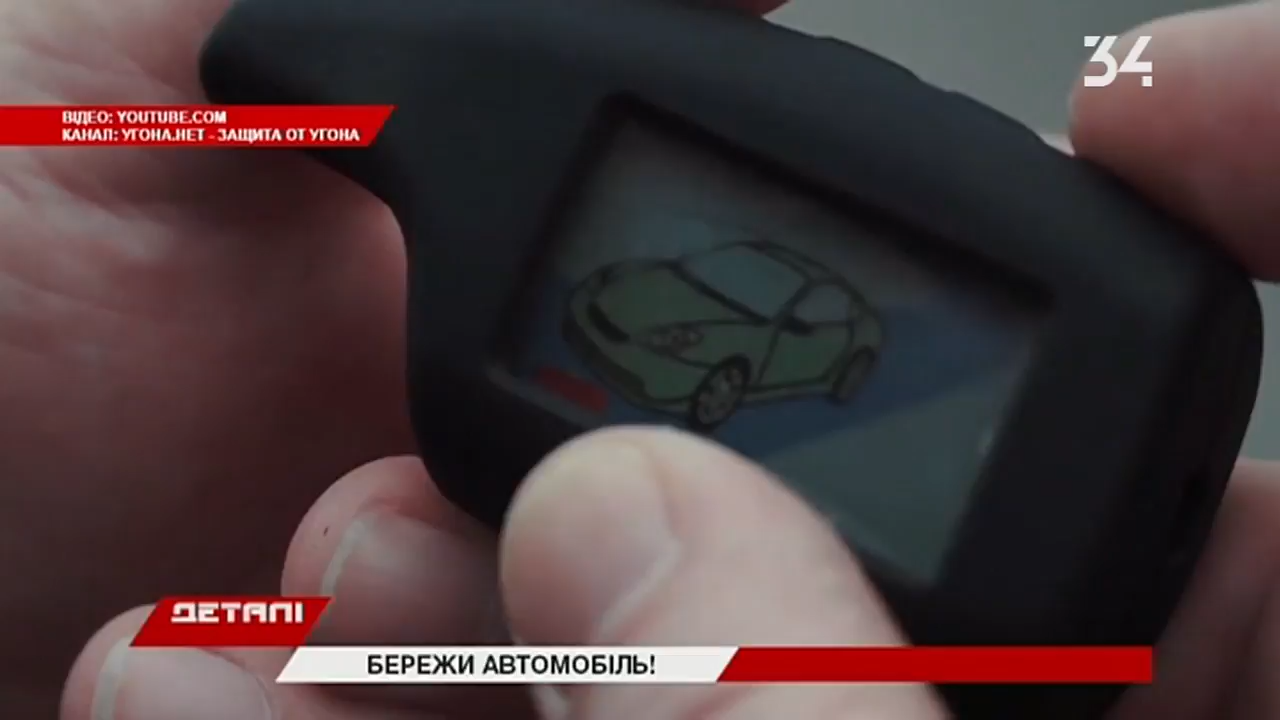 34
ВІДЕО: YOUTUBE.COM
КАНАЛ: УГОНА.НЕТ - ЗАЩИТА ОТ УГОНА
ДЕТАЛІ
БЕРЕЖИ АВТОМОБІЛЬ!